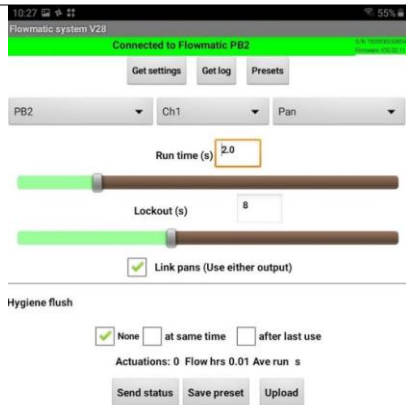 10:27 55%
Flowmatic system V28
Connected to Flowmatic PB2
Get settings Get log Presets
PB2 Ch1 Pan
Run time (s) 2.0
Lockout (s) 8
Link pans (Use either output)
Hygiene flush
None at same time after last use
Actuations: 0 Flow hrs 0.01 Ave run s
Send status Save preset Upload